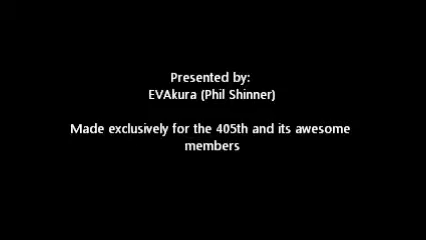 Presented by:
EVAkura (Phil Shinner)
Made exclusively for the 405th and its awesome
members